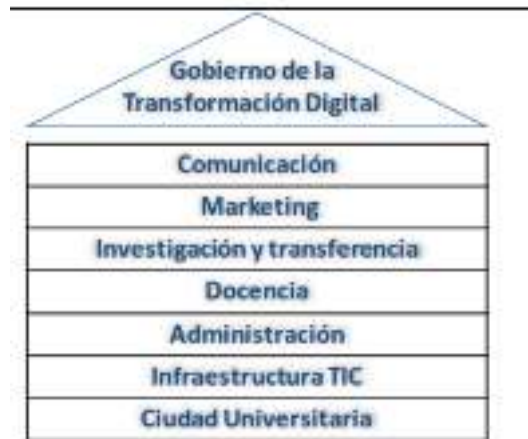 Gobierno de la
Transformación Digital
Comunicación
Marketing
Investigación y transferencia
Docencia
Administración
Infraestructura TIC
Ciudad Universitaria